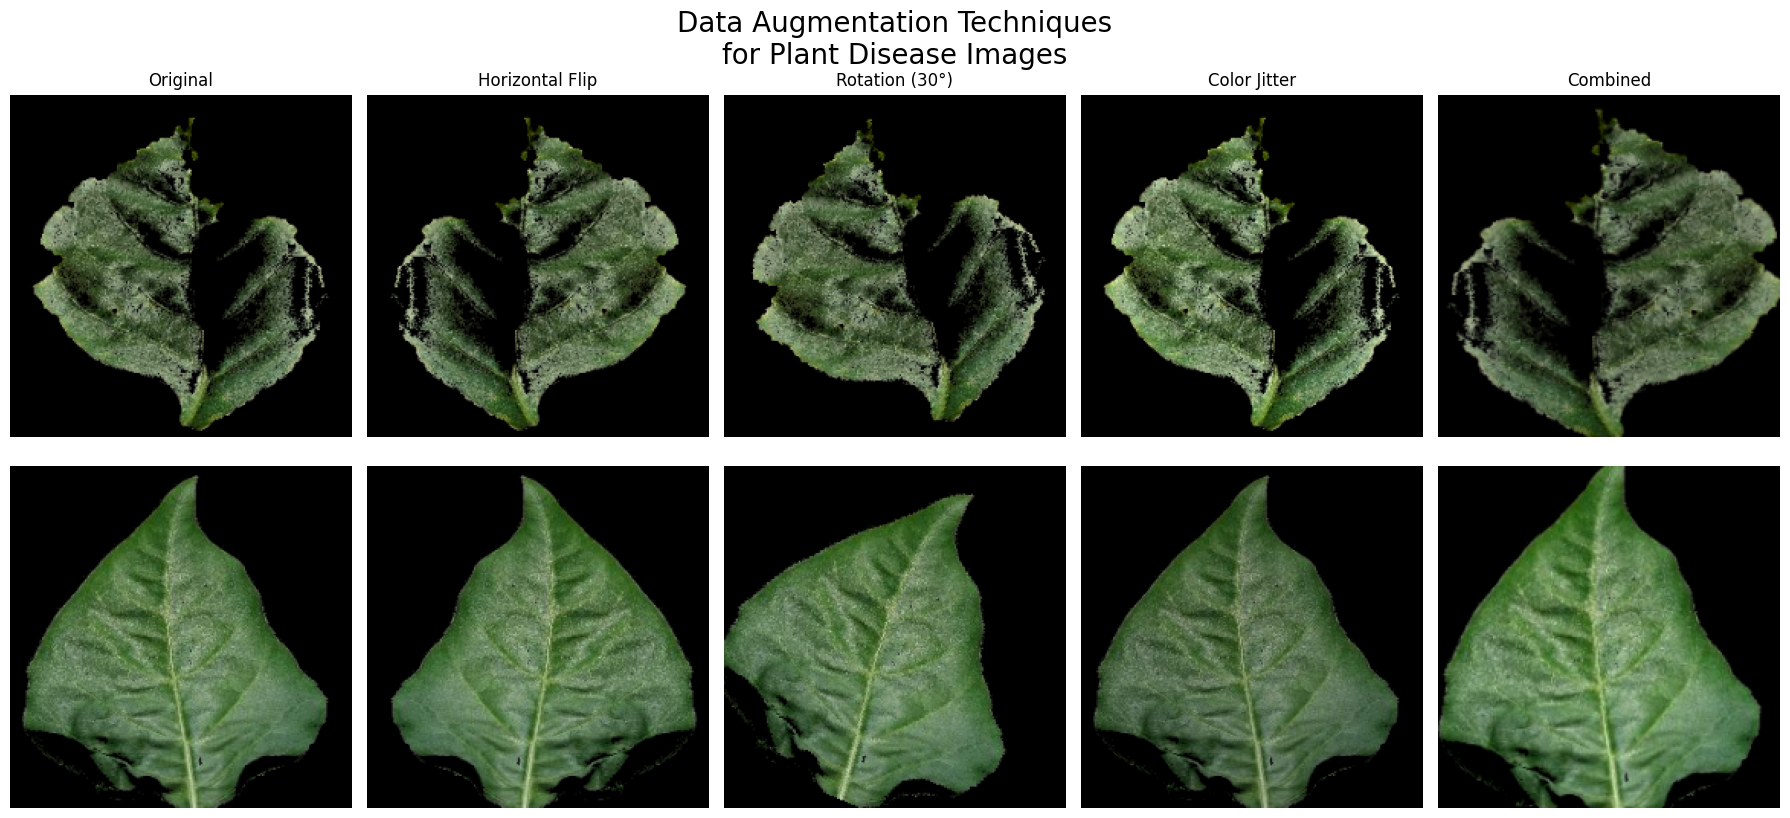 Data Augmentation Techniques
for Plant Disease Images
Original
Horizontal Flip
Rotation (30°)
Color Jitter
Combined